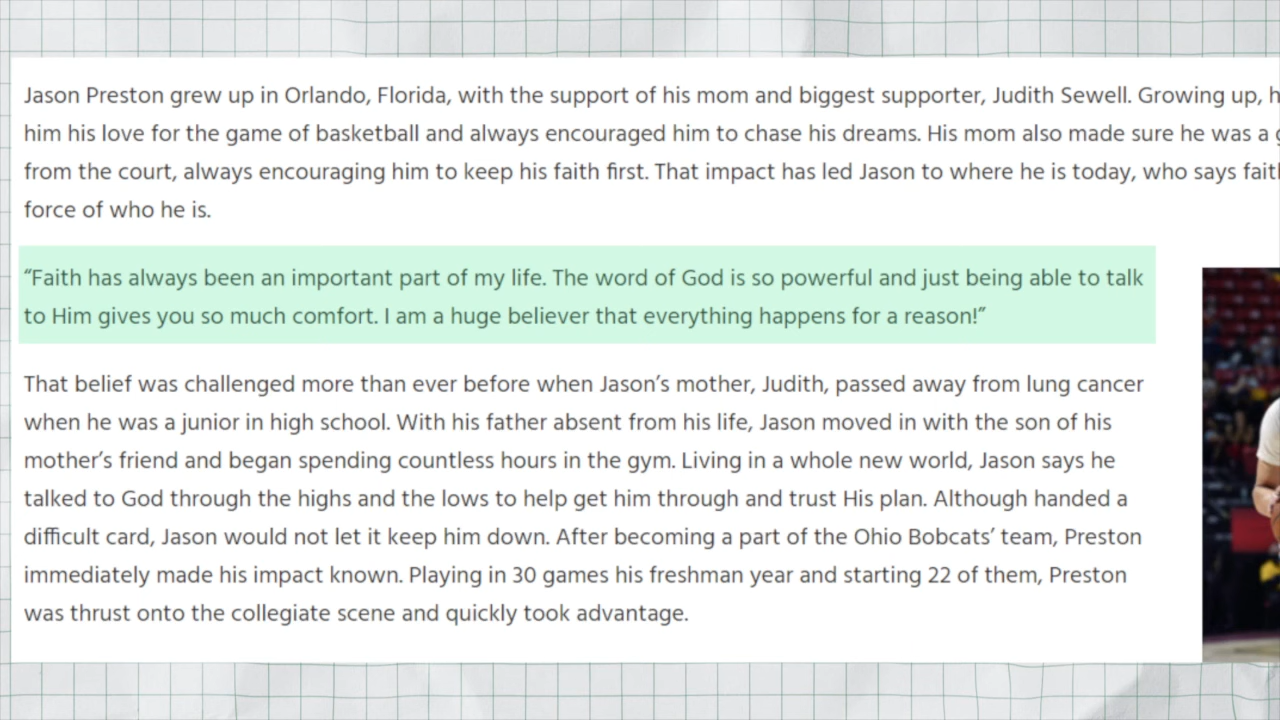 Jason Preston grew up in Orlando, Florida, with the support of his mom and biggest supporter, Judith Sewell. Growing up,
him his love for the game of basketball and always encouraged him to chase his dreams. His mom also made sure he was a
from the court, always encouraging him to keep his faith first. That impact has led Jason to where he is today, who says
force of who he is.
“Faith has always been an important part of my life. The word of God is so powerful and just being able to talk
to Him gives you so much comfort. I am a huge believer that everything happens for a reason!”
That belief was challenged more than ever before when Jason’s mother, Judith, passed away from lung cancer
when he was a junior in high school. With his father absent from his life, Jason moved in with the son of his
mother’s friend and began spending countless hours in the gym. Living in a whole new world, Jason says he
talked to God through the highs and the lows to help get him through and trust His plan. Although handed a
difficult card, Jason would not let it keep him down. After becoming a part of the Ohio Bobcats’ team, Preston
immediately made his impact known. Playing in 30 games his freshman year and starting 22 of them, Preston
was thrust onto the collegiate scene and quickly took advantage.